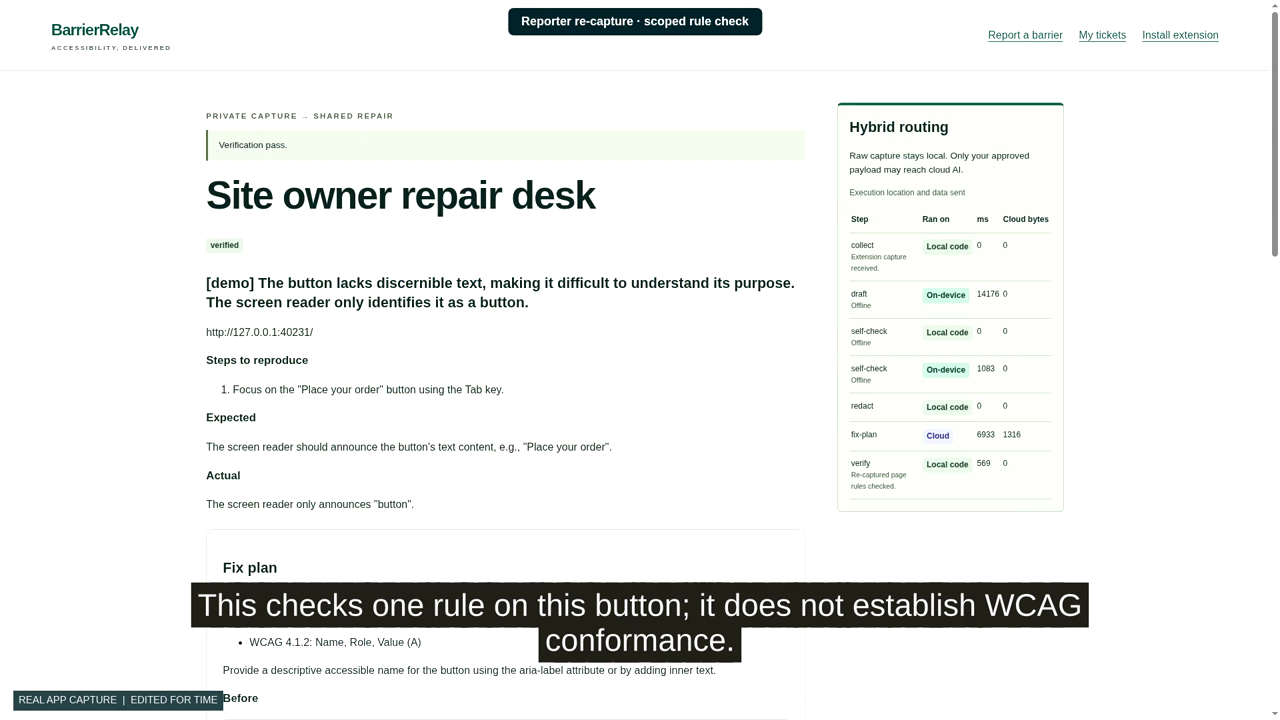 Reporter re-capture · scoped rule check
BarrierRelay
ACCESSIBILITY, DELIVERED
Report a barrier
My tickets
Install extension
PRIVATE CAPTURE → SHARED REPAIR
Verification pass.
Site owner repair desk
verified
[demo] The button lacks discernible text, making it difficult to understand its purpose.
The screen reader only identifies it as a button.
http://127.0.0.1:40231/
Steps to reproduce
1. Focus on the "Place your order" button using the Tab key.
Expected
The screen reader should announce the button's text content, e.g., "Place your order".
Actual
The screen reader only announces "button".
Fix plan
• WCAG 4.1.2: Name, Role, Value (A)
Provide a descriptive accessible name for the button using the aria-label attribute or by adding inner text.
Before
Hybrid routing
Raw capture stays local. Only your approved
payload may reach cloud AI.
Execution location and data sent
Step Ran on ms Cloud bytes
collect Local code 0 0
Extension capture
received.
draft On-device 14176 0
Offline
self-check Local code 0 0
Offline
self-check On-device 1083 0
Offline
redact Local code 0 0
fix-plan Cloud 6933 1316
verify Local code 569 0
Re-captured page
rules checked.
This checks one rule on this button; it does not establish WCAG
conformance.
REAL APP CAPTURE | EDITED FOR TIME